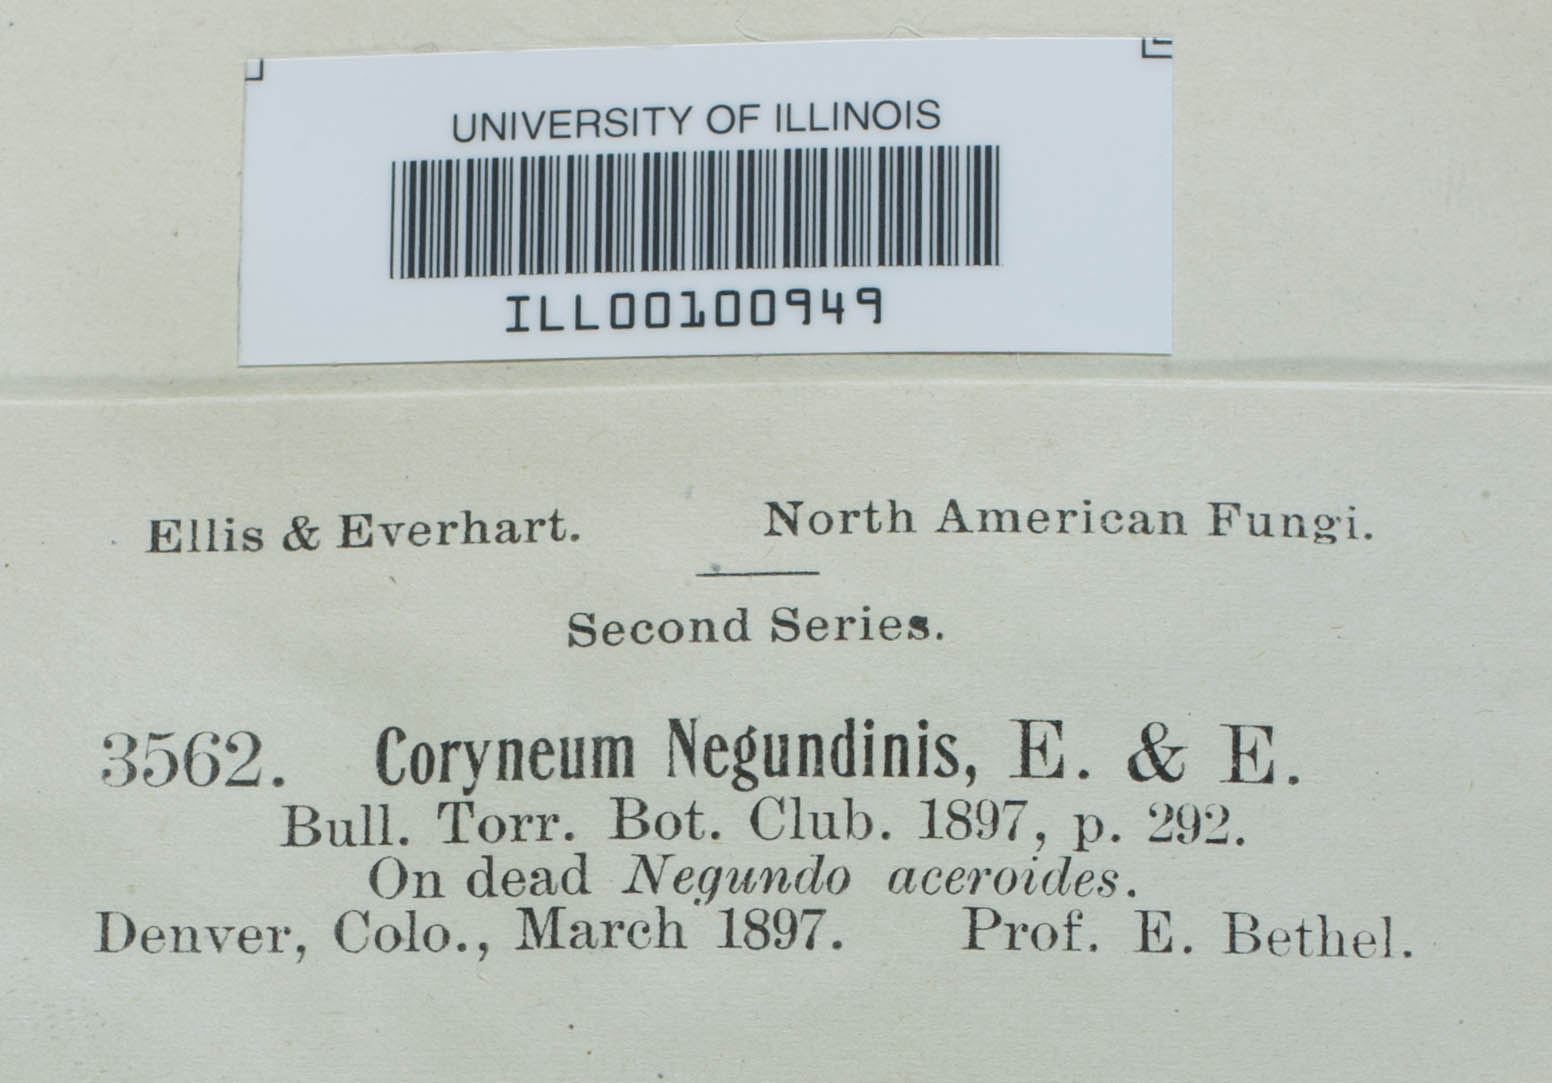 UNIVERSITY OF ILLINOIS
ILL00100949
Ellis & Everhart. North American Fungi.
Second Series.
3562. Coryneum Negundinis, E. & E.
Bull. Torr. Bot. Club. 1897, p. 292.
On dead Negundo aceroides.
Denver, Colo., March 1897. Prof. E. Bethel.